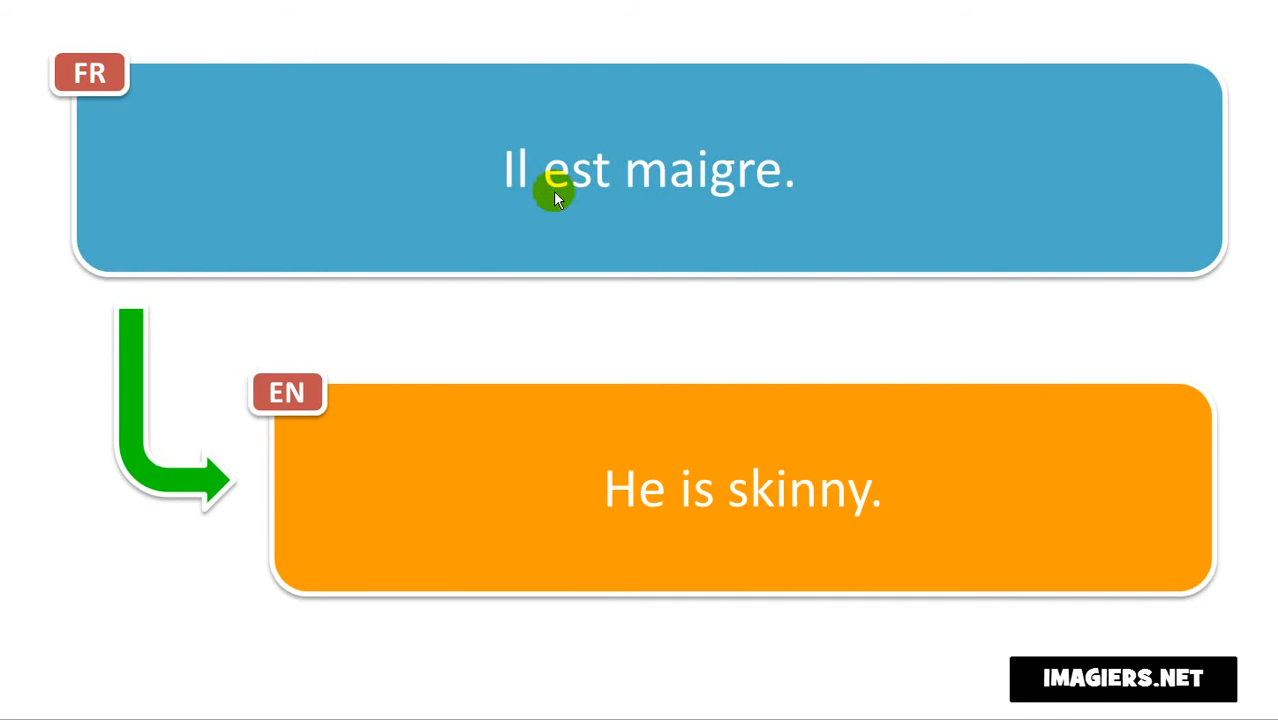 FR
Il est maigre.
EN
He is skinny.
IMAGIERS.NET